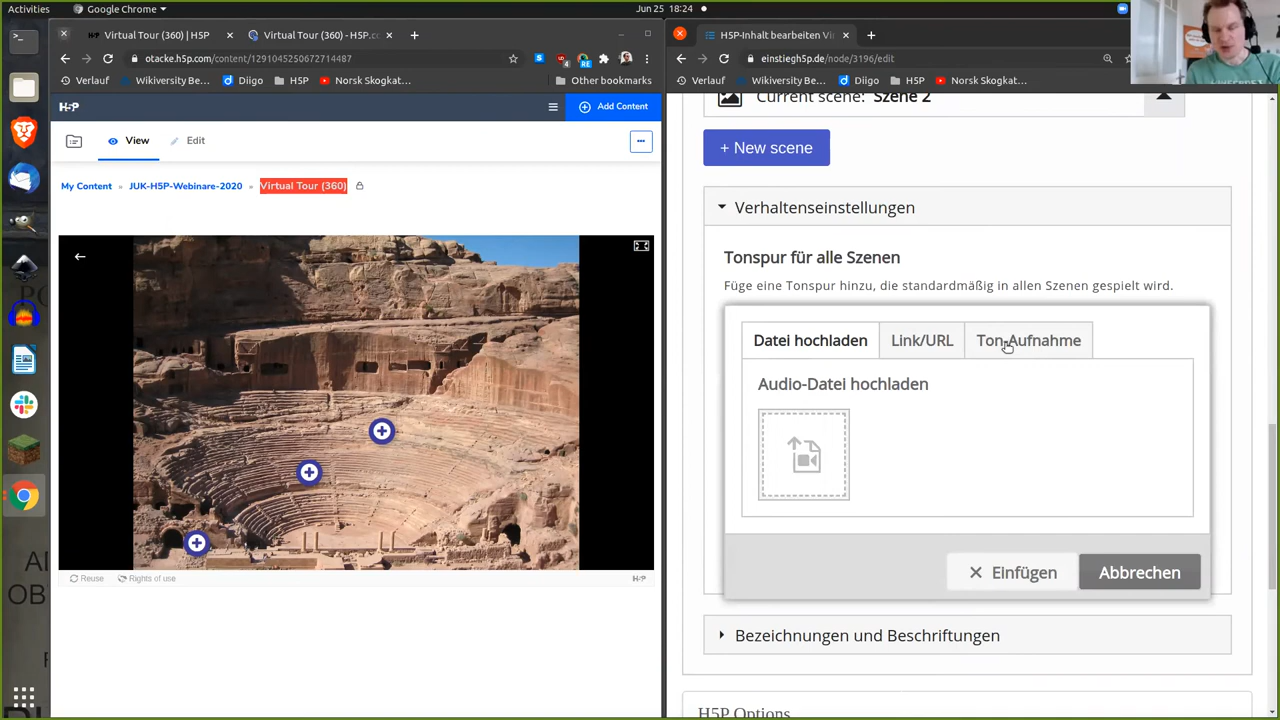 Activities
Google Chrome
Jun 25 18:24
Virtual Tour (360) | H5P
Virtual Tour (360) - H5P.c
otacke.h5p.com/content/1291045250672714487
Verlauf
Wikiversity Be...
Diigo
H5P
Norsk Skogkat...
Other bookmarks
H5P
Add Content
View
Edit
My Content » JUK-H5P-Webinare-2020 » Virtual Tour (360)
Reuse
Rights of use
H5P
H5P-Inhalt bearbeiten Vi
einstiegh5p.de/node/3196/edit
Verlauf
Wikiversity Be...
Diigo
H5P
Norsk Skogkat...
Current scene: Szene 2
+ New scene
Verhaltenseinstellungen
Tonspur für alle Szenen
Füge eine Tonspur hinzu, die standardmäßig in allen Szenen gespielt wird.
Datei hochladen
Link/URL
Ton-Aufnahme
Audio-Datei hochladen
Einfügen
Abbrechen
Bezeichnungen und Beschriftungen
H5P Options